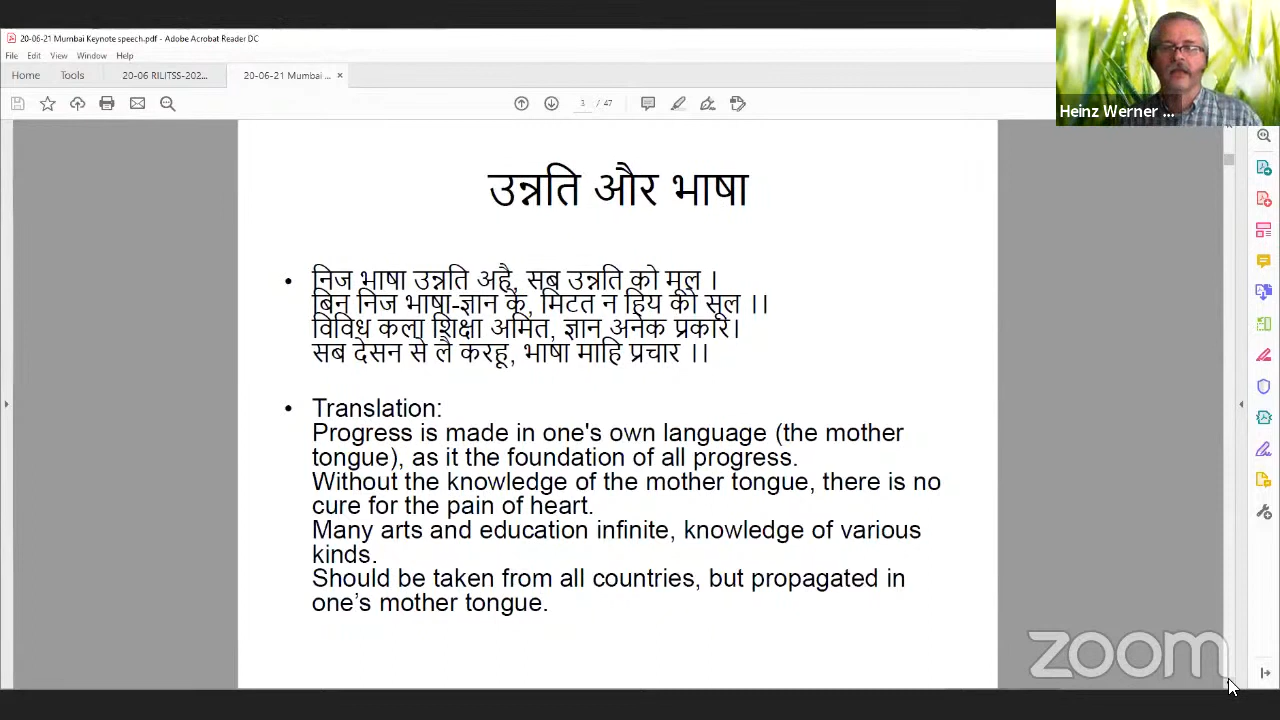 20-06-21 Mumbai Keynote speech.pdf - Adobe Acrobat Reader DC
File Edit View Window Help
Home Tools 20-06 RILITSS-202... 20-06-21 Mumbai ... ×
3 / 47
Heinz Werner ...
उन्नति और भाषा
• निज भाषा उन्नति अहै, सब उन्नति को मूल ।
बिन निज भाषा-ज्ञान के, मिटत न हिय को सूल ।।
विविध कला शिक्षा अमित, ज्ञान अनेक प्रकार।
सब देसन से लै करहू, भाषा माहि प्रचार ।।
• Translation:
Progress is made in one's own language (the mother
tongue), as it the foundation of all progress.
Without the knowledge of the mother tongue, there is no
cure for the pain of heart.
Many arts and education infinite, knowledge of various
kinds.
Should be taken from all countries, but propagated in
one’s mother tongue.
zoom